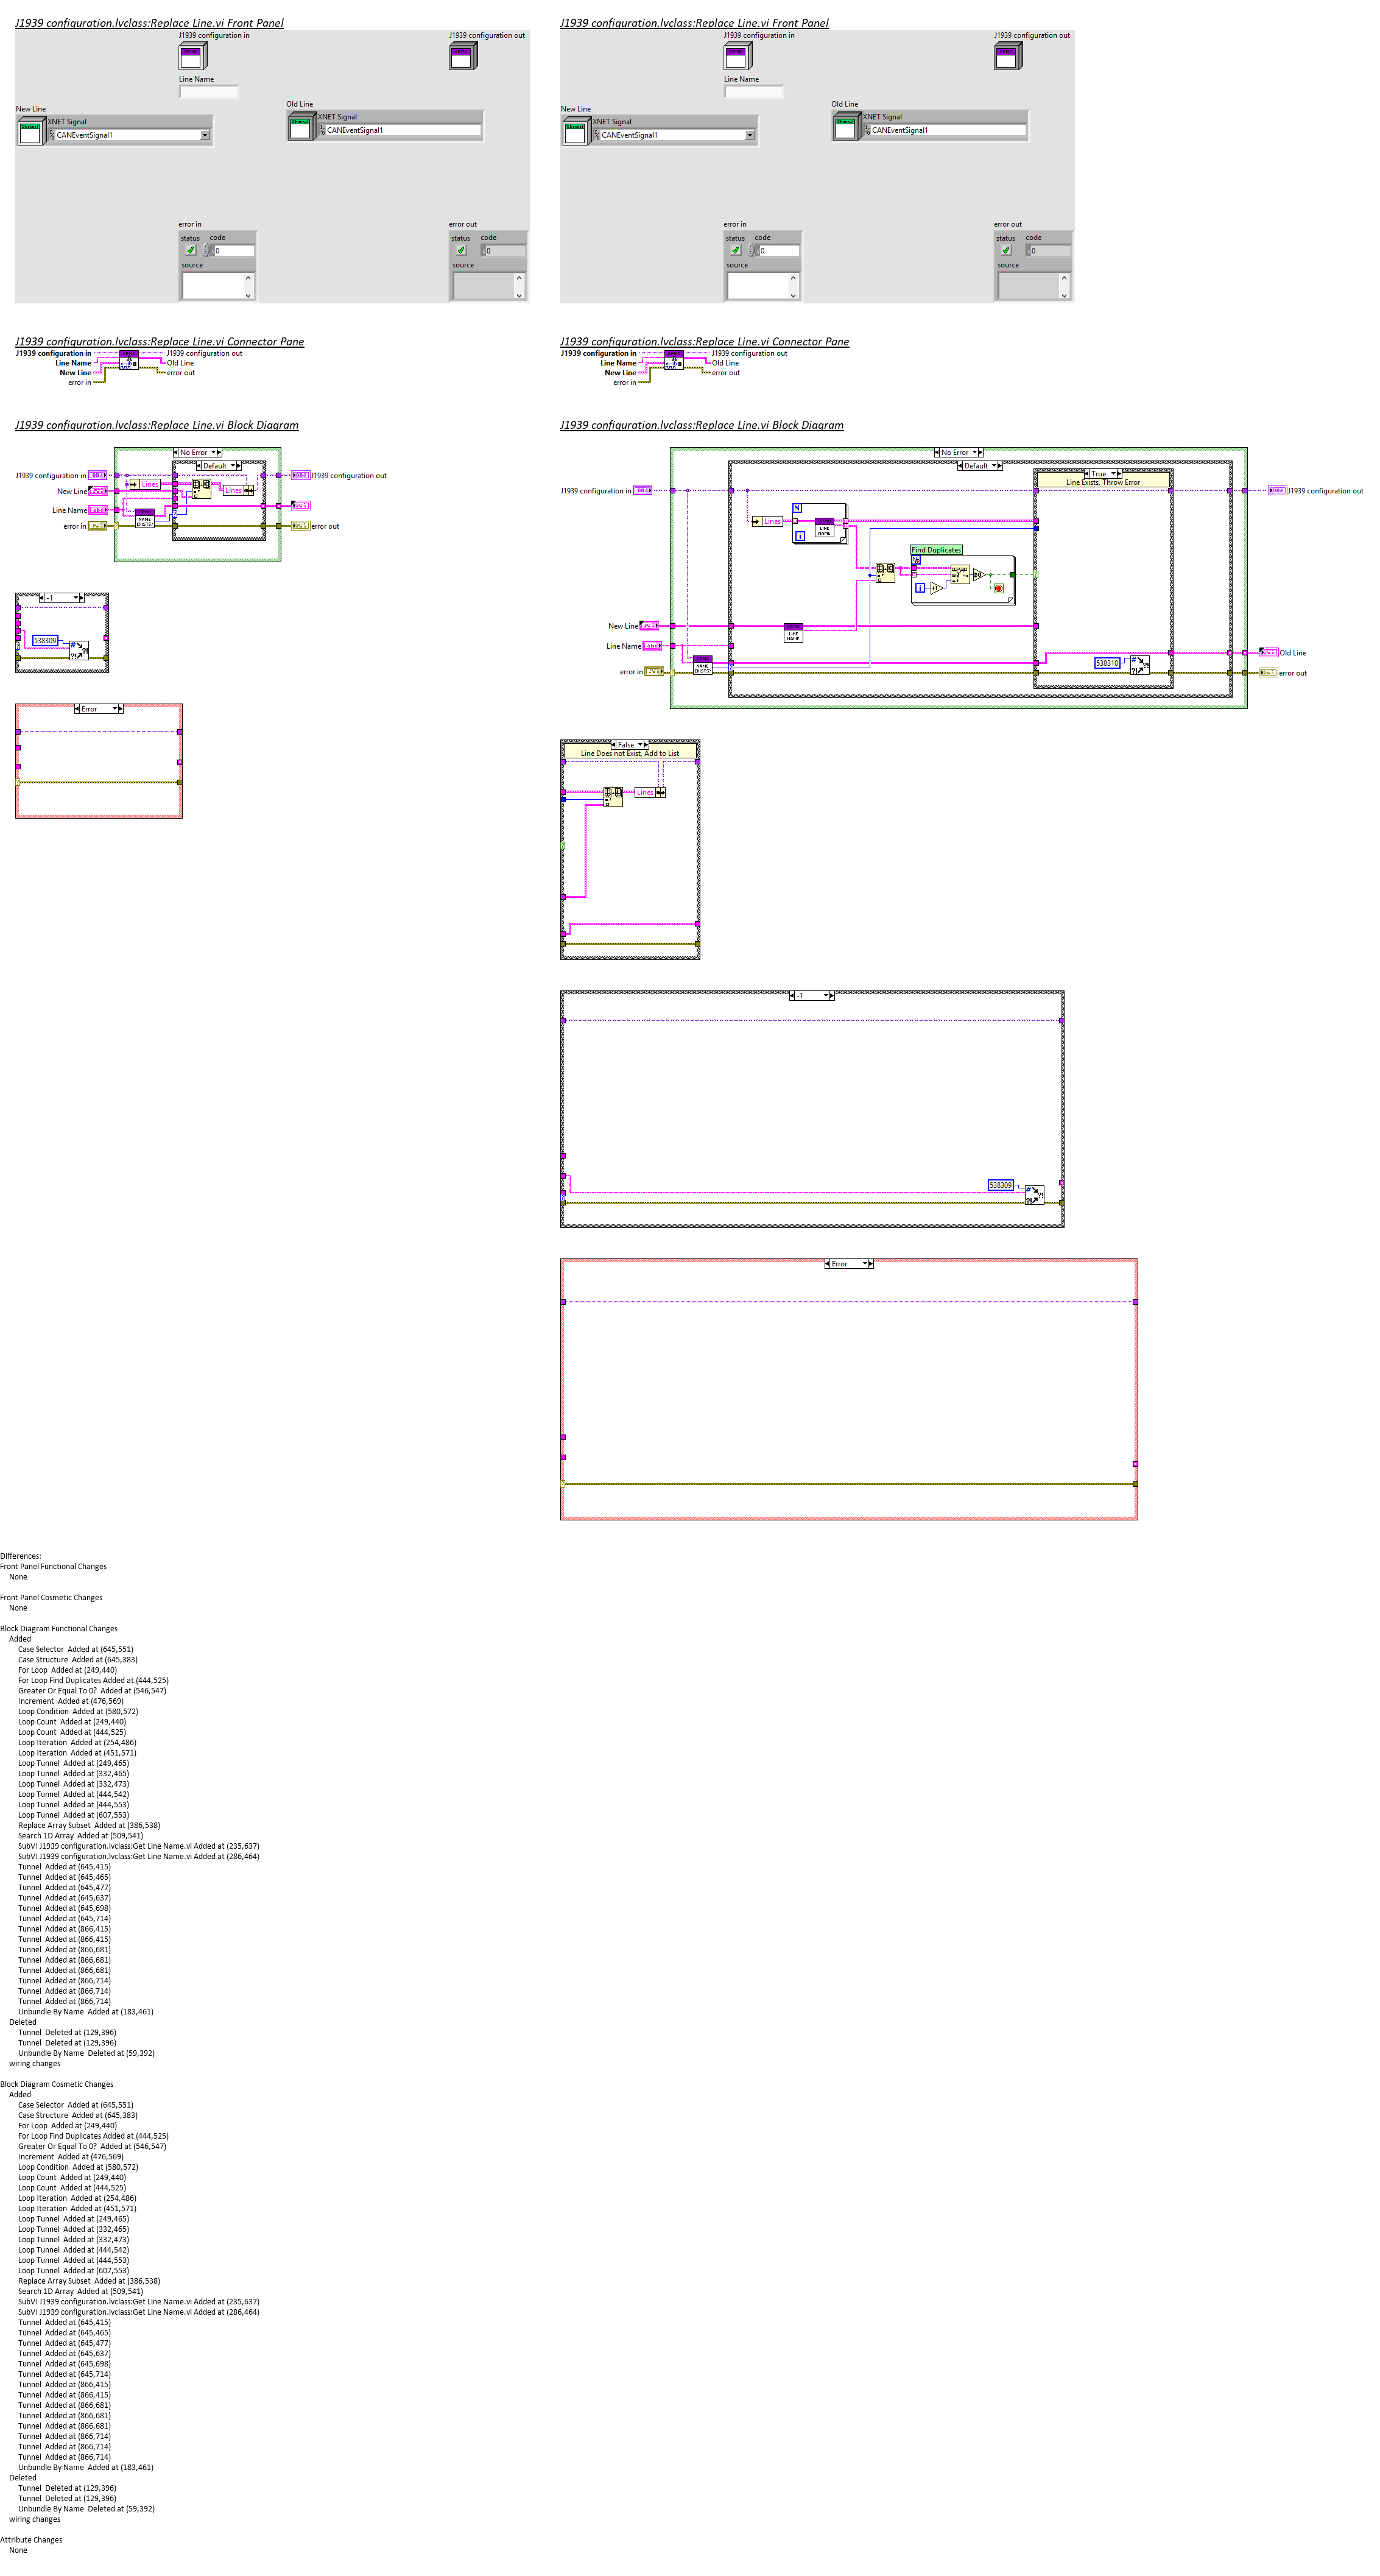 J1939 configuration.lvclass:Replace Line.vi Front Panel
J1939 configuration in
J1939 configuration out
Line Name
New Line
XNET Signal
CANEventSignal1
Old Line
XNET Signal
CANEventSignal1
error in
status code
0
source
error out
status code
0
source
J1939 configuration.lvclass:Replace Line.vi Connector Pane
J1939 configuration in
Line Name
New Line
error in
J1939 configuration out
Old Line
error out
J1939 configuration.lvclass:Replace Line.vi Block Diagram
No Error
Default
J1939 configuration in
Lines
Lines
J1939 configuration out
New Line
Line Name
NAME EXISTS?
error in
error out
-1
538309
Error
J1939 configuration.lvclass:Replace Line.vi Front Panel
J1939 configuration in
J1939 configuration out
Line Name
New Line
XNET Signal
CANEventSignal1
Old Line
XNET Signal
CANEventSignal1
error in
status code
0
source
error out
status code
0
source
J1939 configuration.lvclass:Replace Line.vi Connector Pane
J1939 configuration in
Line Name
New Line
error in
J1939 configuration out
Old Line
error out
J1939 configuration.lvclass:Replace Line.vi Block Diagram
No Error
Default
True
Line Exists, Throw Error
J1939 configuration in
J1939 configuration out
Lines
N
i
LINE NAME
Find Duplicates
N
i
+1
≥0
New Line
LINE NAME
Line Name
NAME EXISTS?
error in
538310
Old Line
error out
False
Line Does not Exist, Add to List
Lines
-1
538309
Error
Differences:
Front Panel Functional Changes
None
Front Panel Cosmetic Changes
None
Block Diagram Functional Changes
Added
Case Selector  Added at (645,551)
Case Structure  Added at (645,383)
For Loop  Added at (249,440)
For Loop Find Duplicates Added at (444,525)
Greater Or Equal To 0?  Added at (546,547)
Increment  Added at (476,569)
Loop Condition  Added at (580,572)
Loop Count  Added at (249,440)
Loop Count  Added at (444,525)
Loop Iteration  Added at (254,486)
Loop Iteration  Added at (451,571)
Loop Tunnel  Added at (249,465)
Loop Tunnel  Added at (332,465)
Loop Tunnel  Added at (332,473)
Loop Tunnel  Added at (444,542)
Loop Tunnel  Added at (444,553)
Loop Tunnel  Added at (607,553)
Replace Array Subset  Added at (386,538)
Search 1D Array  Added at (509,541)
SubVI J1939 configuration.lvclass:Get Line Name.vi Added at (235,637)
SubVI J1939 configuration.lvclass:Get Line Name.vi Added at (286,464)
Tunnel  Added at (645,415)
Tunnel  Added at (645,465)
Tunnel  Added at (645,477)
Tunnel  Added at (645,637)
Tunnel  Added at (645,698)
Tunnel  Added at (645,714)
Tunnel  Added at (866,415)
Tunnel  Added at (866,415)
Tunnel  Added at (866,681)
Tunnel  Added at (866,681)
Tunnel  Added at (866,681)
Tunnel  Added at (866,714)
Tunnel  Added at (866,714)
Tunnel  Added at (866,714)
Unbundle By Name  Added at (183,461)
Deleted
Tunnel  Deleted at (129,396)
Tunnel  Deleted at (129,396)
Unbundle By Name  Deleted at (59,392)
wiring changes
Block Diagram Cosmetic Changes
Added
Case Selector  Added at (645,551)
Case Structure  Added at (645,383)
For Loop  Added at (249,440)
For Loop Find Duplicates Added at (444,525)
Greater Or Equal To 0?  Added at (546,547)
Increment  Added at (476,569)
Loop Condition  Added at (580,572)
Loop Count  Added at (249,440)
Loop Count  Added at (444,525)
Loop Iteration  Added at (254,486)
Loop Iteration  Added at (451,571)
Loop Tunnel  Added at (249,465)
Loop Tunnel  Added at (332,465)
Loop Tunnel  Added at (332,473)
Loop Tunnel  Added at (444,542)
Loop Tunnel  Added at (444,553)
Loop Tunnel  Added at (607,553)
Replace Array Subset  Added at (386,538)
Search 1D Array  Added at (509,541)
SubVI J1939 configuration.lvclass:Get Line Name.vi Added at (235,637)
SubVI J1939 configuration.lvclass:Get Line Name.vi Added at (286,464)
Tunnel  Added at (645,415)
Tunnel  Added at (645,465)
Tunnel  Added at (645,477)
Tunnel  Added at (645,637)
Tunnel  Added at (645,698)
Tunnel  Added at (645,714)
Tunnel  Added at (866,415)
Tunnel  Added at (866,415)
Tunnel  Added at (866,681)
Tunnel  Added at (866,681)
Tunnel  Added at (866,681)
Tunnel  Added at (866,714)
Tunnel  Added at (866,714)
Tunnel  Added at (866,714)
Unbundle By Name  Added at (183,461)
Deleted
Tunnel  Deleted at (129,396)
Tunnel  Deleted at (129,396)
Unbundle By Name  Deleted at (59,392)
wiring changes
Attribute Changes
None